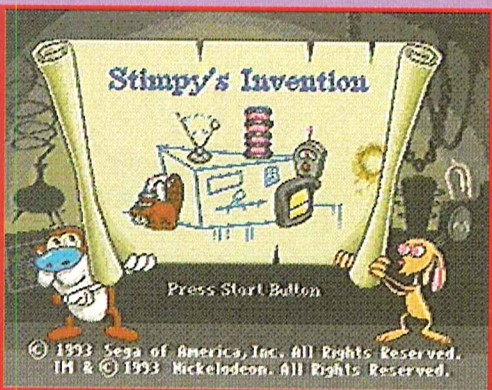 Stimpy's Invention
Press Start Button
© 1993 Sega of America, Inc. All Rights Reserved.
TM & © 1993 Nickelodeon. All Rights Reserved.